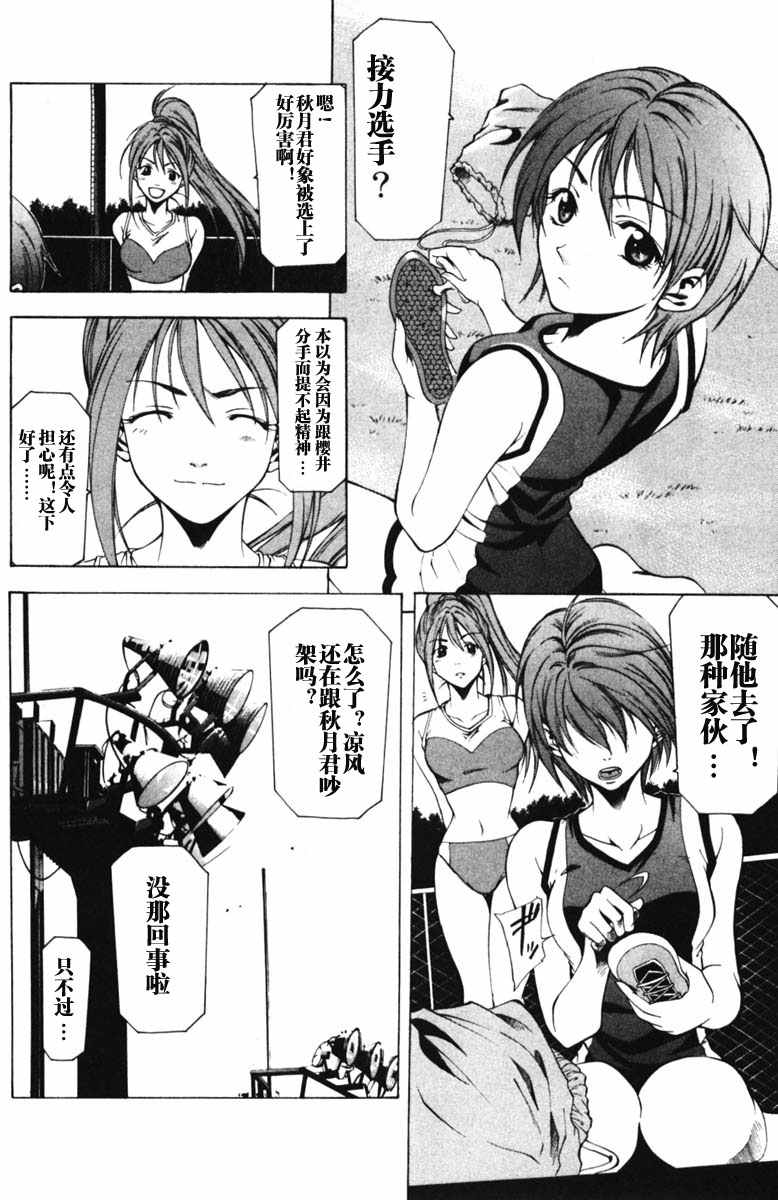 接力选手？
嗯！
秋月君好象被选上了
好厉害啊！
本以为会因为跟樱井
分手而提不起精神…
还有点令人
担心呢！这下
好了……
随他去了！
那种家伙…
怎么了？凉风
还在跟秋月君吵
架吗？
没那回事啦
只不过…